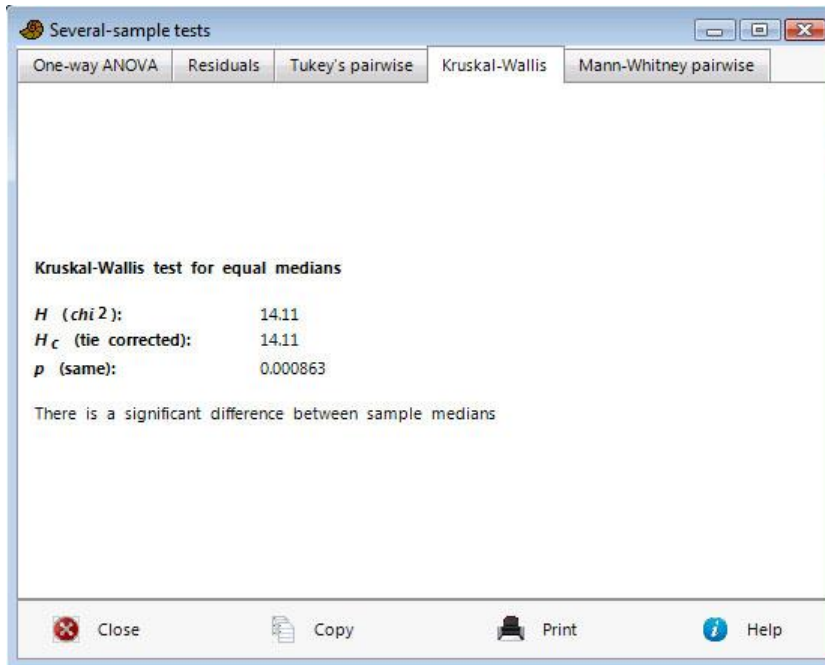 Several-sample tests
One-way ANOVA Residuals Tukey's pairwise Kruskal-Wallis Mann-Whitney pairwise
Kruskal-Wallis test for equal medians
H (chi2): 14.11
Hc (tie corrected): 14.11
p (same): 0.000863
There is a significant difference between sample medians
Close Copy Print Help